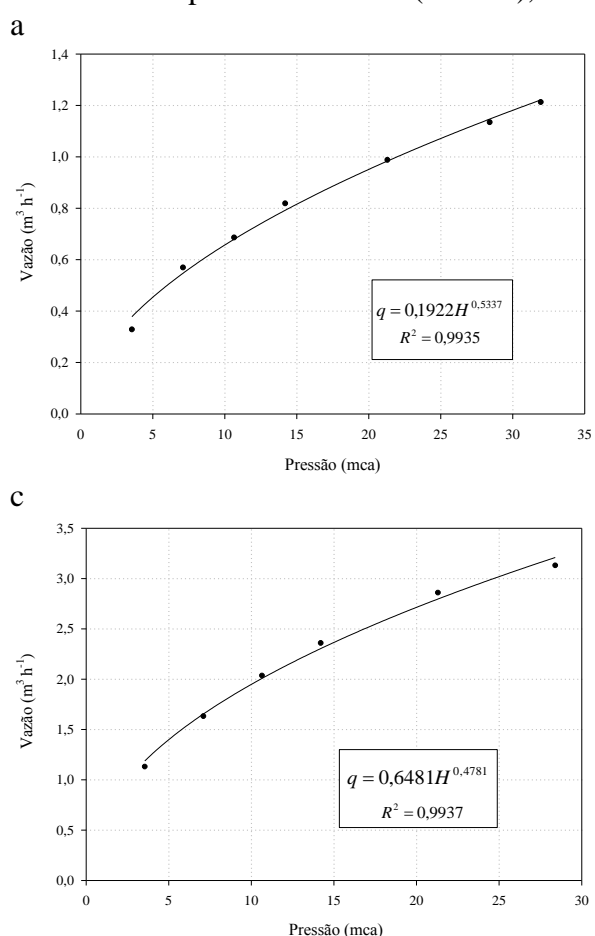 a
1,4
1,2
1,0
0,8
0,6
0,4
0,2
0,0
Vazão (m³ h⁻¹)
q = 0,1922H^0,5337
R² = 0,9935
0 5 10 15 20 25 30 35
Pressão (mca)
c
3,5
3,0
2,5
2,0
1,5
1,0
0,5
0,0
Vazão (m³ h⁻¹)
q = 0,6481H^0,4781
R² = 0,9937
0 5 10 15 20 25 30
Pressão (mca)